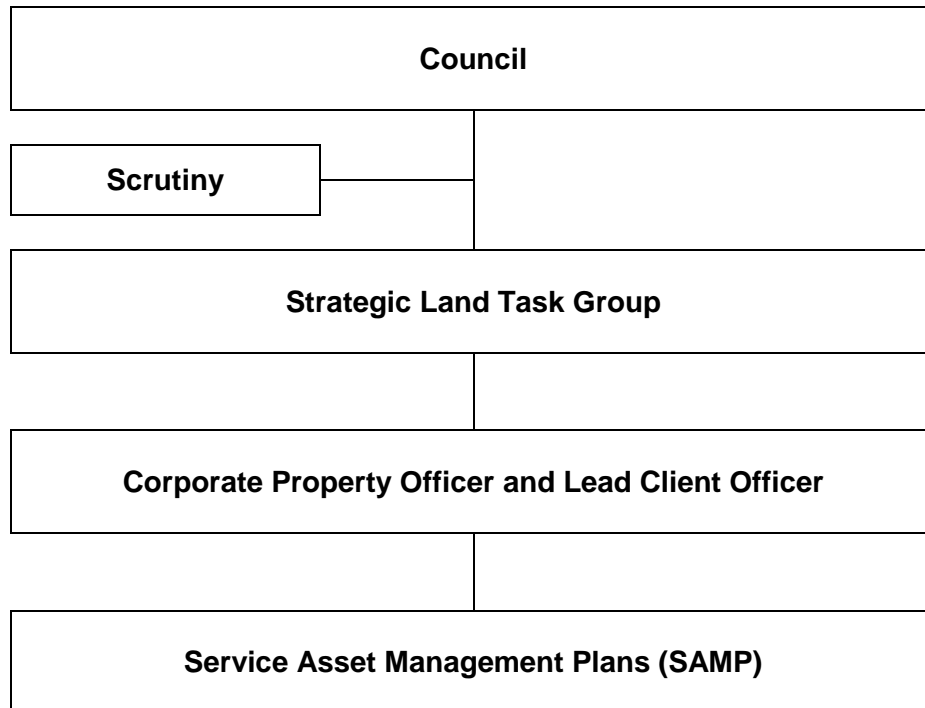 Council
Scrutiny
Strategic Land Task Group
Corporate Property Officer and Lead Client Officer
Service Asset Management Plans (SAMP)